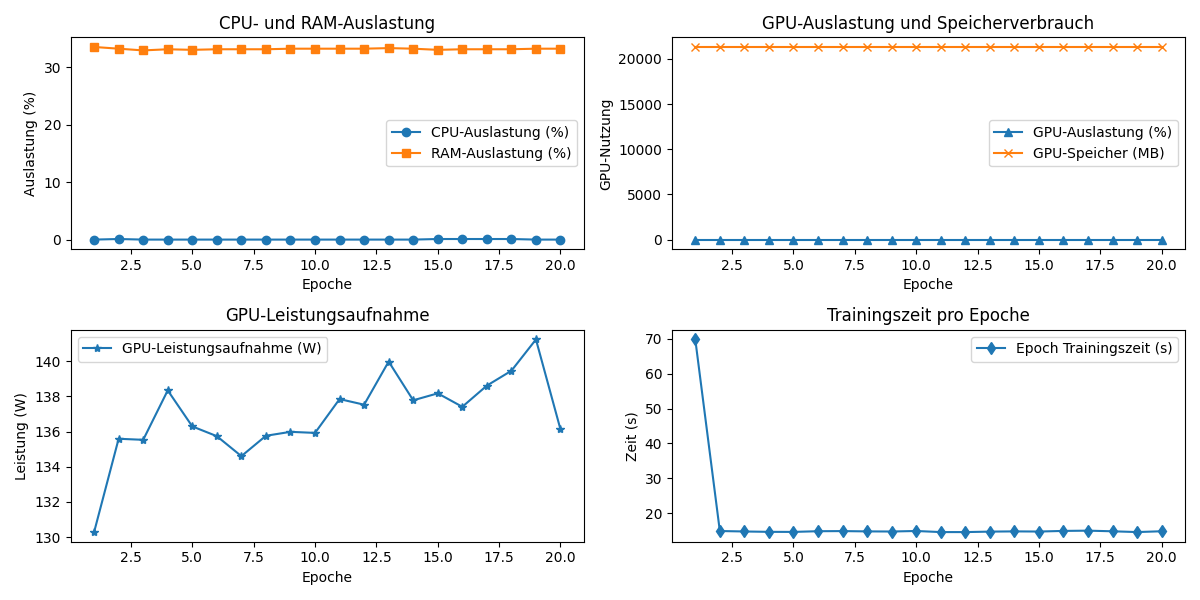 CPU- und RAM-Auslastung
Auslastung (%)
30
20
10
0
CPU-Auslastung (%)
RAM-Auslastung (%)
2.5 5.0 7.5 10.0 12.5 15.0 17.5 20.0
Epoche
GPU-Auslastung und Speicherverbrauch
GPU-Nutzung
20000
15000
10000
5000
0
GPU-Auslastung (%)
GPU-Speicher (MB)
2.5 5.0 7.5 10.0 12.5 15.0 17.5 20.0
Epoche
GPU-Leistungsaufnahme
Leistung (W)
GPU-Leistungsaufnahme (W)
140
138
136
134
132
130
2.5 5.0 7.5 10.0 12.5 15.0 17.5 20.0
Epoche
Trainingszeit pro Epoche
Zeit (s)
Epoch Trainingszeit (s)
70
60
50
40
30
20
2.5 5.0 7.5 10.0 12.5 15.0 17.5 20.0
Epoche